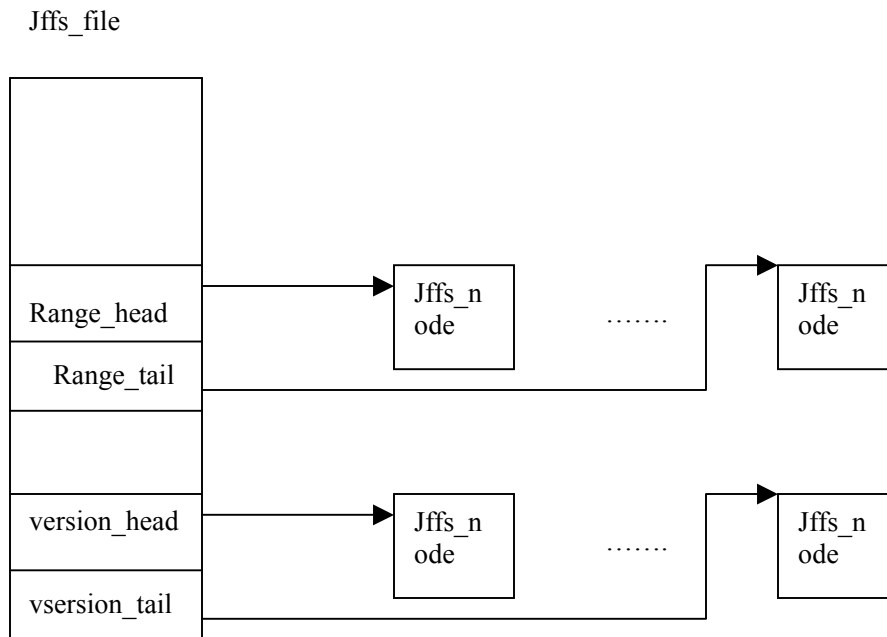 Jffs_file
Range_head
Jffs_n
ode
.......
Jffs_n
ode
Range_tail
version_head
Jffs_n
ode
.......
Jffs_n
ode
vsersion_tail